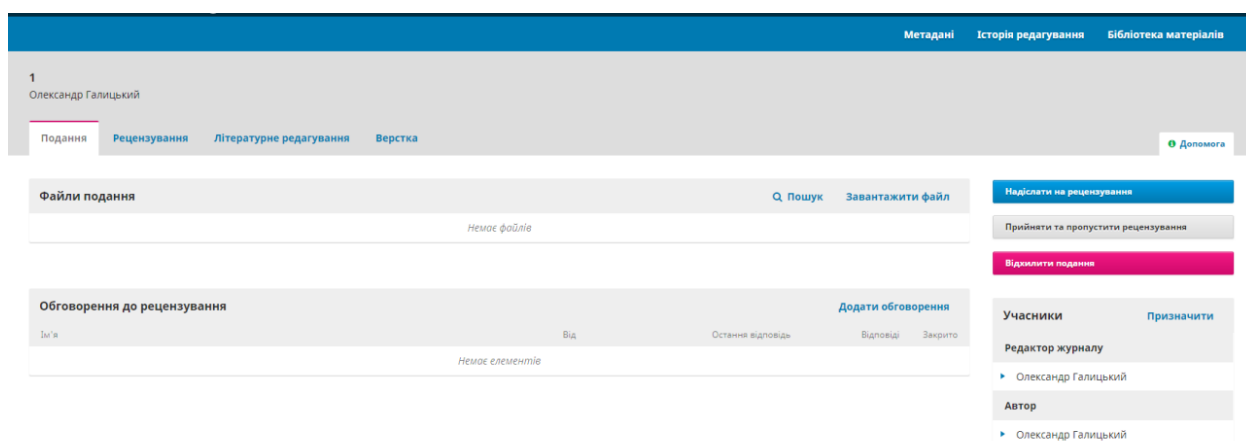 Метадані Історія редагування Бібліотека матеріалів
1
Олександр Галицький
Подання Рецензування Літературне редагування Верстка
Допомога
Файли подання Пошук Завантажити файл
Немає файлів
Обговорення до рецензування Додати обговорення
Ім'я Від Остання відповідь Відповіді Закрито
Немає елементів
Надіслати на рецензування
Прийняти та пропустити рецензування
Відхилити подання
Учасники Призначити
Редактор журналу
Олександр Галицький
Автор
Олександр Галицький